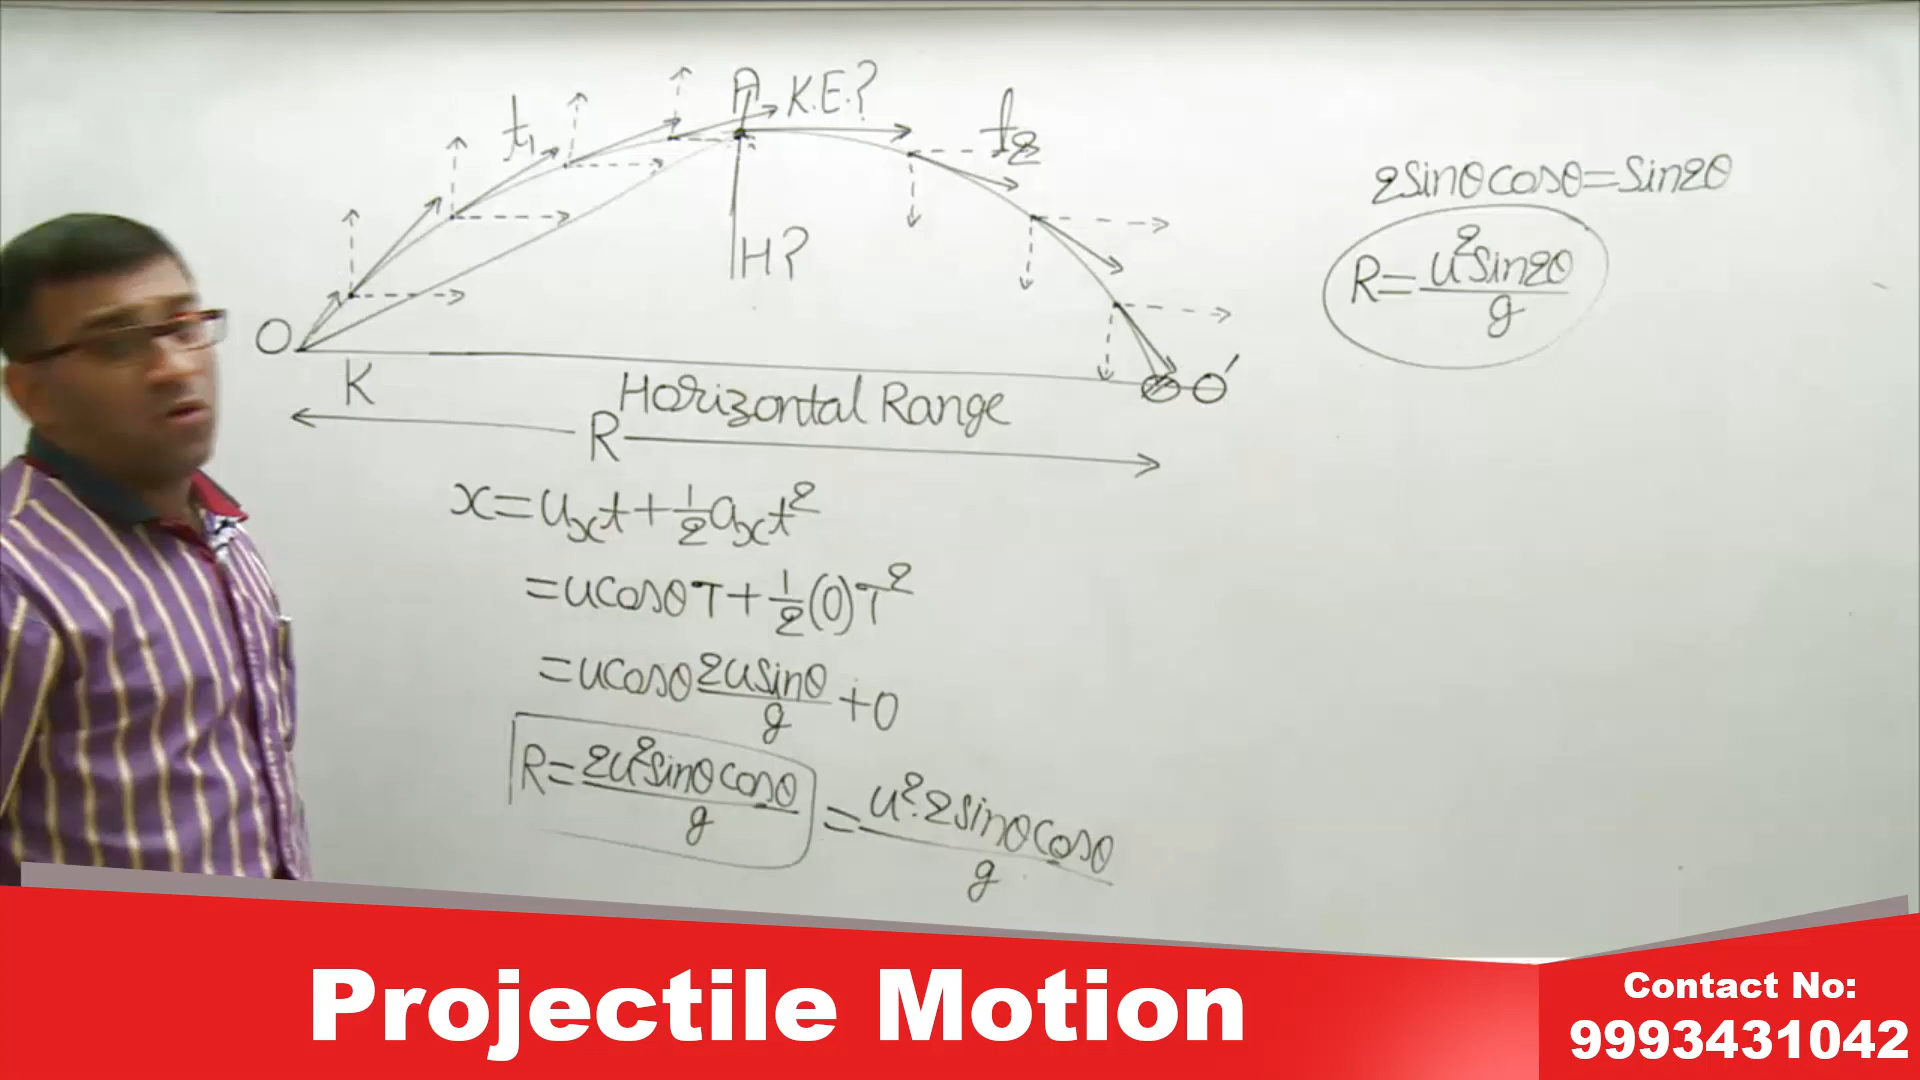 A K.E.?
t₁
t₂
H?
O
K
O'
Horizontal Range
R
x=uₓt+½aₓt²
=ucosθT+½(0)T²
=ucosθ 2usinθ/g +0
R=2u²sinθcosθ/g = u².2sinθcosθ/g
2sinθcosθ=sin2θ
R=u²sin2θ/g
Projectile Motion
Contact No:
9993431042